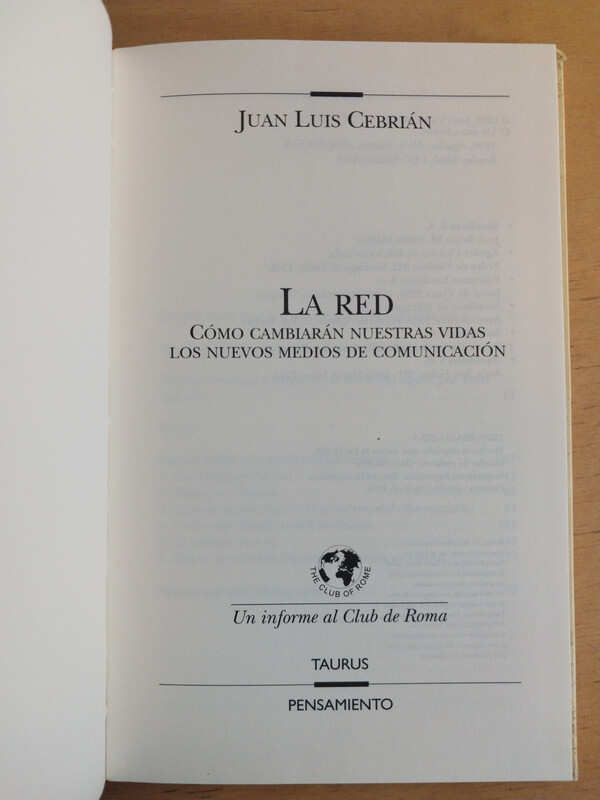 JUAN LUIS CEBRIÁN
LA RED
CÓMO CAMBIARÁN NUESTRAS VIDAS
LOS NUEVOS MEDIOS DE COMUNICACIÓN
THE CLUB OF ROME
Un informe al Club de Roma
TAURUS
PENSAMIENTO